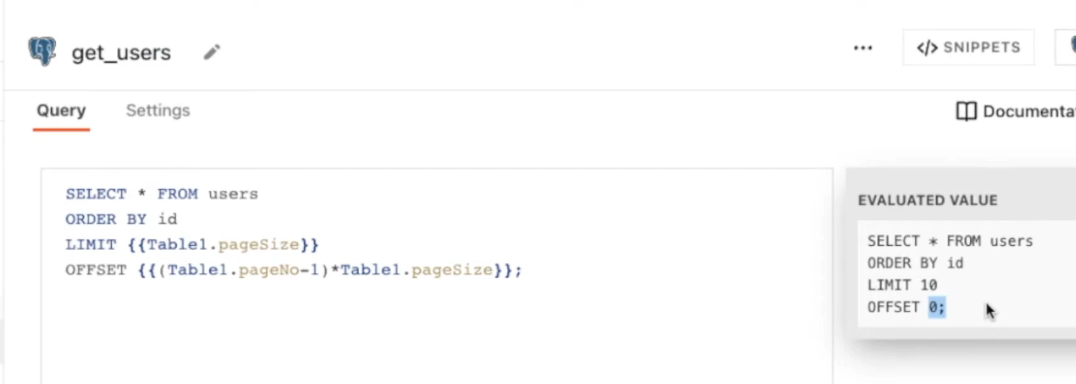 get_users
... </> SNIPPETS
Query Settings
Documenta
SELECT * FROM users
ORDER BY id
LIMIT {{Table1.pageSize}}
OFFSET {{(Table1.pageNo-1)*Table1.pageSize}};
EVALUATED VALUE
SELECT * FROM users
ORDER BY id
LIMIT 10
OFFSET 0;